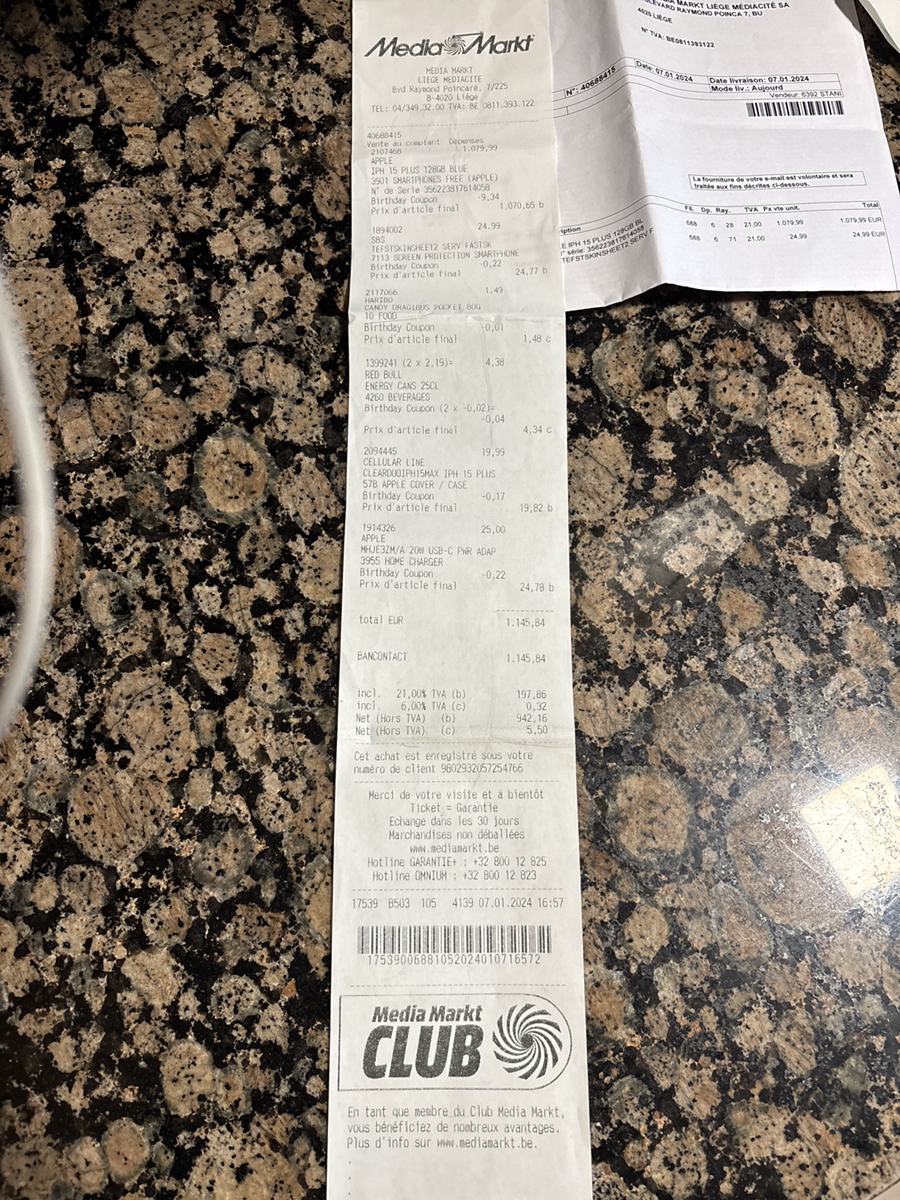 Media Markt
MEDIA MARKT
LIEGE MEDIACITE
Bvd Raymond Poincaré, 7/225
B-4020 Liège
TEL: 04/349.32.00 TVA: BE 0811.393.122
40688415
Vente au comptant Dépenses
2107468 1.079,99
APPLE
IPH 15 PLUS 128GB BLUE
3901 SMARTPHONES FREE (APPLE)
N° de Serie 356223817614058
Birthday Coupon -9,34
Prix d'article final 1.070,65 b
1894002 24,99
SBS
TEFSTSKINSHEET2 SERV FASTSK
7113 SCREEN PROTECTION SMARTPHONE
Birthday Coupon -0,22
Prix d'article final 24,77 b
2117066 1,49
HARIBO
CANDY DRAGIBUS POCKET 80G
10 FOOD
Birthday Coupon -0,01
Prix d'article final 1,48 c
1399241 (2 x 2,19)= 4,38
RED BULL
ENERGY CANS 25CL
4260 BEVERAGES
Birthday Coupon (2 x -0,02)=
-0,04
Prix d'article final 4,34 c
2094445 19,99
CELLULAR LINE
CLEARDUOIPH15MAX IPH 15 PLUS
578 APPLE COVER / CASE
Birthday Coupon -0,17
Prix d'article final 19,82 b
1914326 25,00
APPLE
MHJE3ZM/A 20W USB-C PWR ADAP
3955 HOME CHARGER
Birthday Coupon -0,22
Prix d'article final 24,78 b
total EUR 1.145,84
BANCONTACT 1.145,84
incl. 21,00% TVA (b) 197,86
incl. 6,00% TVA (c) 0,32
Net (Hors TVA) (b) 942,16
Net (Hors TVA) (c) 5,50
Cet achat est enregistré sous votre
numéro de client 9802932057254766
Merci de votre visite et à bientôt
Ticket = Garantie
Echange dans les 30 jours
Marchandises non déballées
www.mediamarkt.be
Hotline GARANTIE+ : +32 800 12 825
Hotline OMNIUM : +32 800 12 823
17539 B503 105 4139 07.01.2024 16:57
17539006881052024010716572
Media Markt
CLUB
En tant que membre du Club Media Markt,
vous bénéficiez de nombreux avantages.
Plus d'info sur www.mediamarkt.be.
MARKT LIÈGE MÉDIACITÉ SA
RAYMOND POINCA 7, BU
4020 LIÈGE
N° TVA: BE0811393122
N°: 40688415 Date: 07.01.2024 Date livraison: 07.01.2024
Mode liv.: Aujourd
Vendeur: 6392 STANI
La fourniture de votre e-mail est volontaire et sera
traitée aux fins décrites ci-dessous.
Fil. Dp. Ray. TVA Px vte unit. Total
688 6 28 21,00 1.079,99 1.079,99 EUR
E IPH 15 PLUS 128GB BL
série: 356223817614058
688 6 71 21,00 24,99 24,99 EUR
TEFSTSKINSHEET2 SERV F